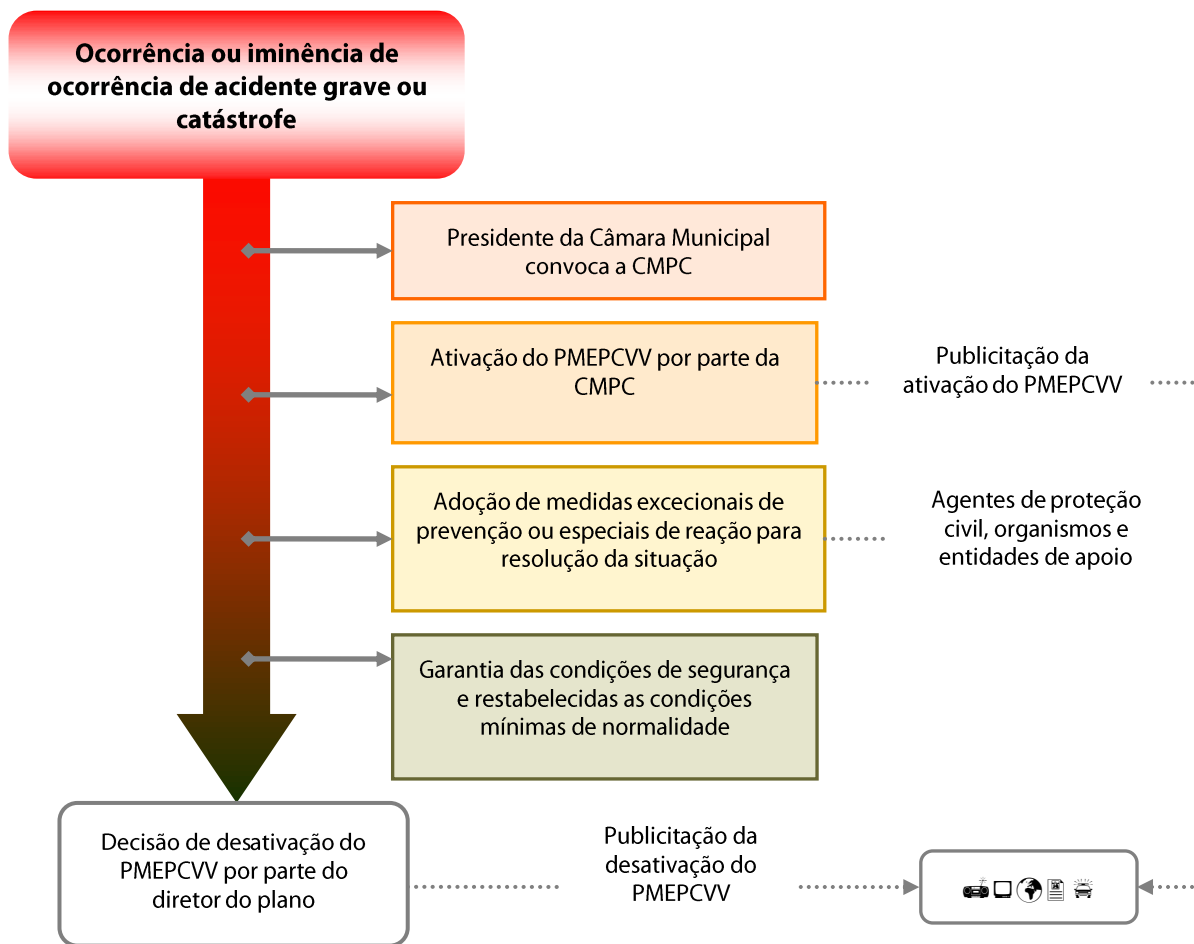 Ocorrência ou iminência de
ocorrência de acidente grave ou
catástrofe
Presidente da Câmara Municipal
convoca a CMPC
Ativação do PMEPCVV por parte da
CMPC
Publicitação da
ativação do PMEPCVV
Adoção de medidas excecionais de
prevenção ou especiais de reação para
resolução da situação
Agentes de proteção
civil, organismos e
entidades de apoio
Garantia das condições de segurança
e restabelecidas as condições
mínimas de normalidade
Decisão de desativação do
PMEPCVV por parte do
diretor do plano
Publicitação da
desativação do
PMEPCVV